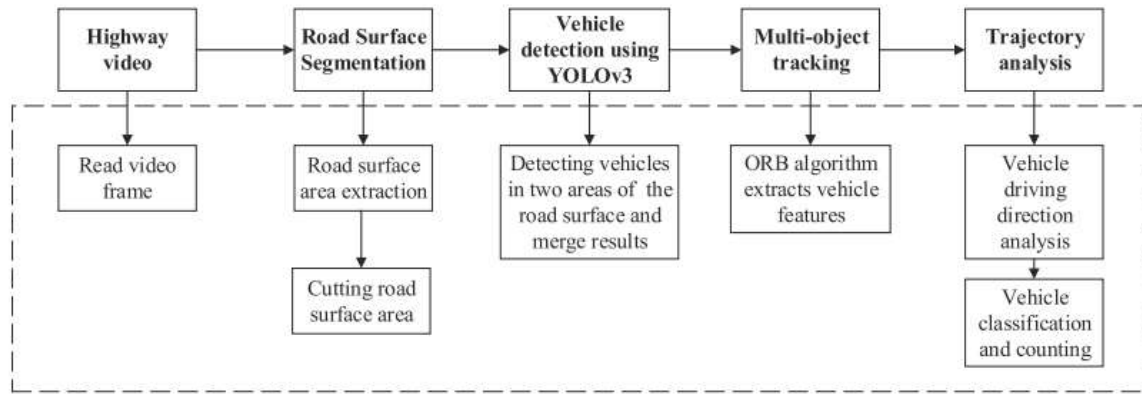 Highway
video
Road Surface
Segmentation
Vehicle
detection using
YOLOv3
Multi-object
tracking
Trajectory
analysis
Read video
frame
Road surface
area extraction
Cutting road
surface area
Detecting vehicles
in two areas of the
road surface and
merge results
ORB algorithm
extracts vehicle
features
Vehicle
driving
direction
analysis
Vehicle
classification
and counting